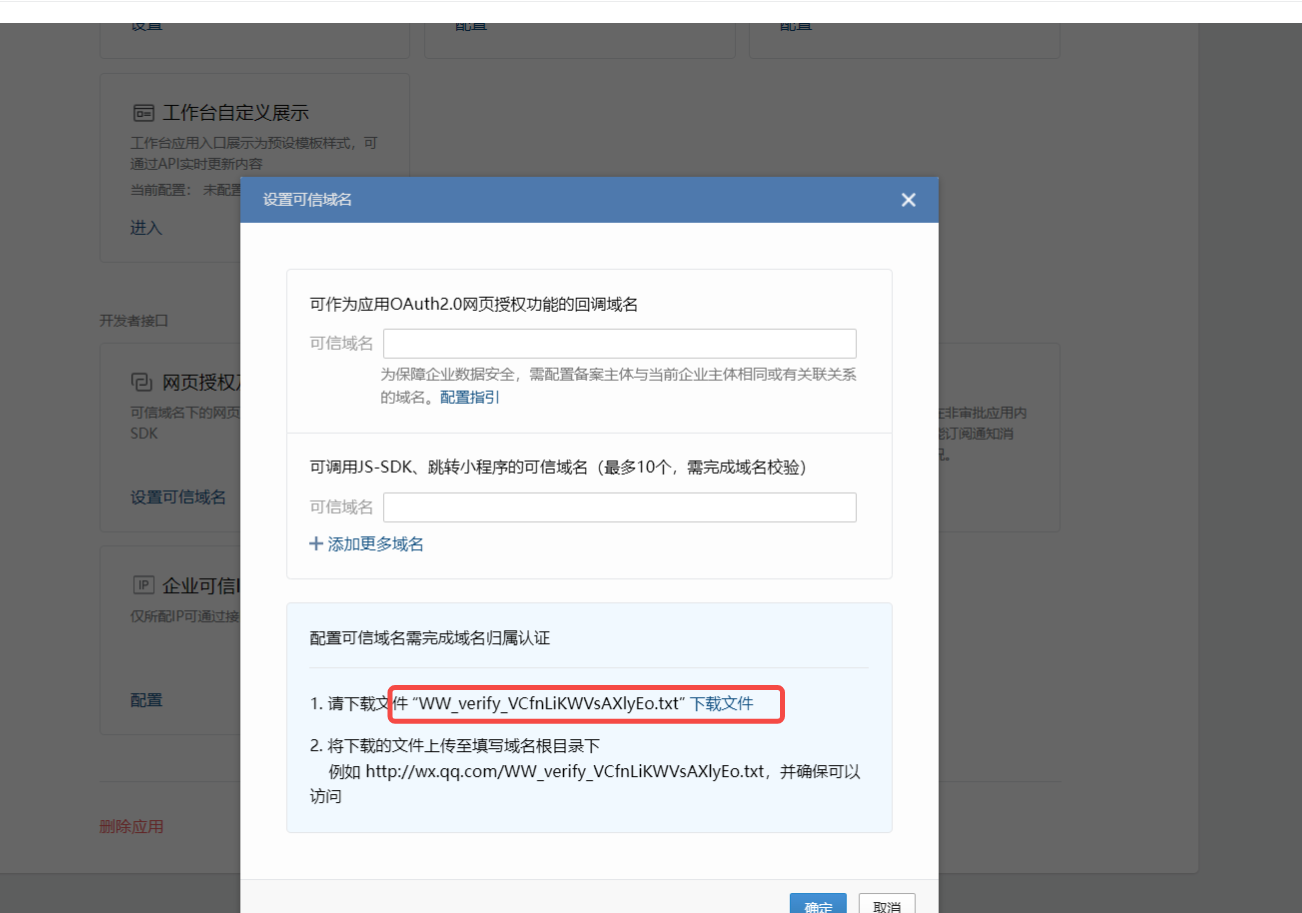 设置
配置
配置
工作台自定义展示
工作台应用入口展示为预设模板样式，可
通过API实时更新内容
当前配置： 未配置
进入
设置可信域名
可作为应用OAuth2.0网页授权功能的回调域名
可信域名
为保障企业数据安全，需配置备案主体与当前企业主体相同或有关联关系
的域名。配置指引
可调用JS-SDK、跳转小程序的可信域名（最多10个，需完成域名校验）
可信域名
添加更多域名
配置可信域名需完成域名归属认证
1. 请下载文件 “WW_verify_VCfnLiKWVsAXlyEo.txt” 下载文件
2. 将下载的文件上传至填写域名根目录下
例如 http://wx.qq.com/WW_verify_VCfnLiKWVsAXlyEo.txt，并确保可以
访问
确定
取消
开发者接口
网页授权及
可信域名下的网页
SDK
设置可信域名
在非审批应用内
能订阅通知消
况。
IP 企业可信I
仅所配IP可通过接
配置
删除应用